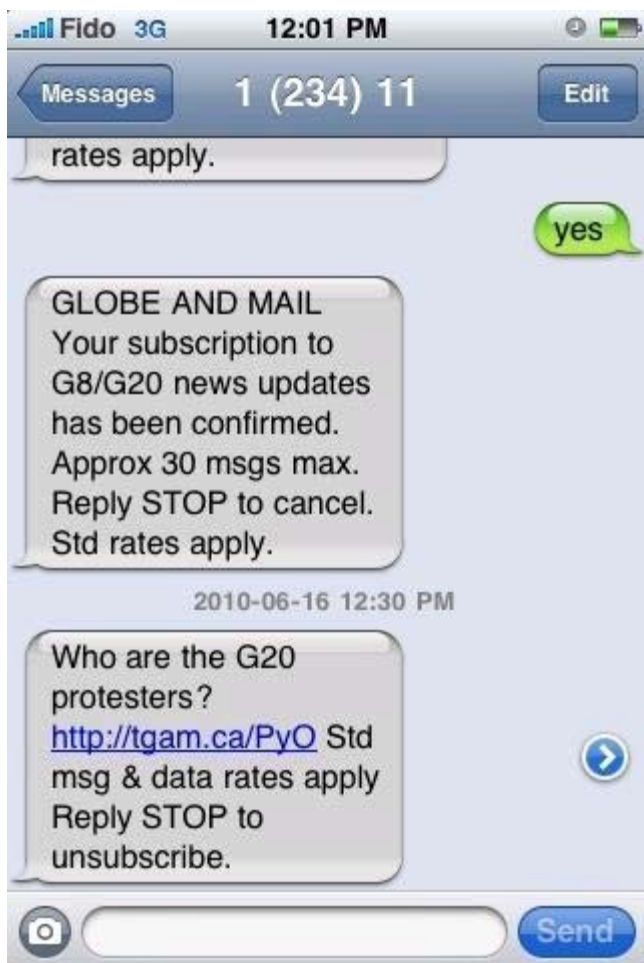 Fido 3G 12:01 PM
Messages 1 (234) 11 Edit
rates apply.
yes
GLOBE AND MAIL
Your subscription to
G8/G20 news updates
has been confirmed.
Approx 30 msgs max.
Reply STOP to cancel.
Std rates apply.
2010-06-16 12:30 PM
Who are the G20
protesters?
http://tgam.ca/PyO Std
msg & data rates apply
Reply STOP to
unsubscribe.
Send